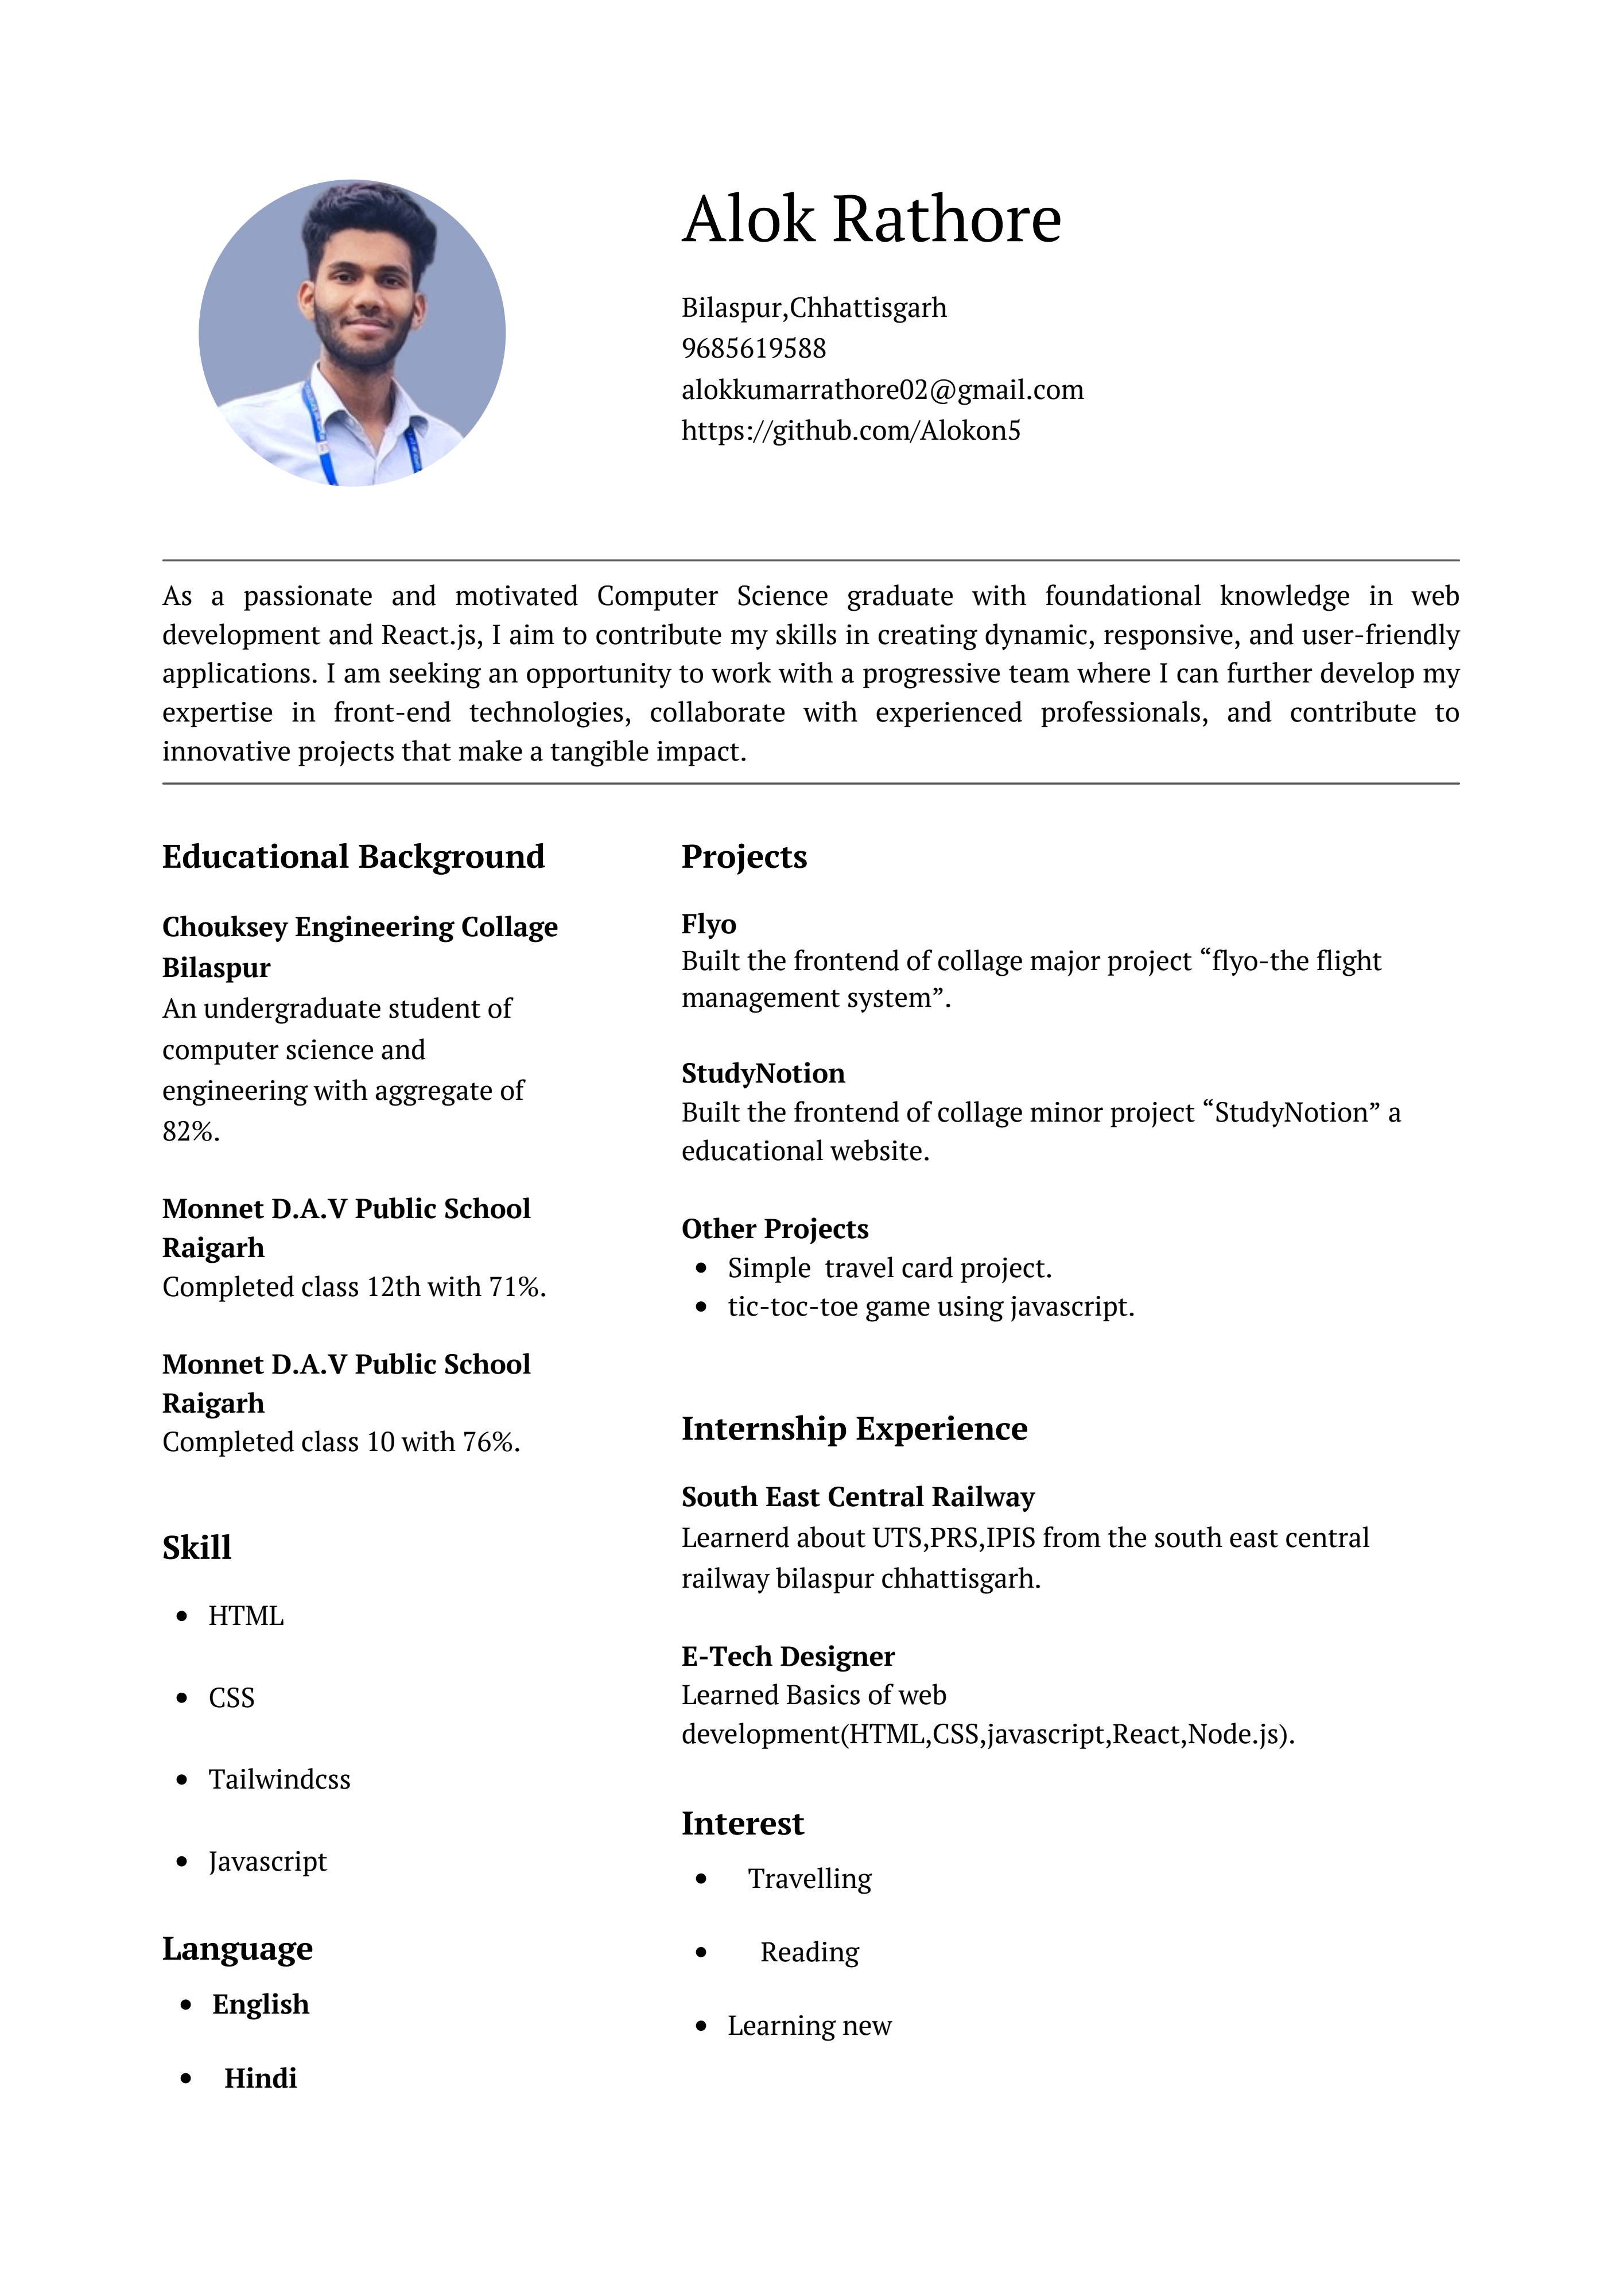 Alok Rathore
Bilaspur,Chhattisgarh
9685619588
alokkumarrathore02@gmail.com
https://github.com/Alokon5
As a passionate and motivated Computer Science graduate with foundational knowledge in web
development and React.js, I aim to contribute my skills in creating dynamic, responsive, and user-friendly
applications. I am seeking an opportunity to work with a progressive team where I can further develop my
expertise in front-end technologies, collaborate with experienced professionals, and contribute to
innovative projects that make a tangible impact.
Educational Background
Chouksey Engineering Collage
Bilaspur
An undergraduate student of
computer science and
engineering with aggregate of
82%.
Monnet D.A.V Public School
Raigarh
Completed class 12th with 71%.
Monnet D.A.V Public School
Raigarh
Completed class 10 with 76%.
Skill
• HTML
• CSS
• Tailwindcss
• Javascript
Language
• English
• Hindi
Projects
Flyo
Built the frontend of collage major project “flyo-the flight
management system”.
StudyNotion
Built the frontend of collage minor project “StudyNotion” a
educational website.
Other Projects
• Simple  travel card project.
• tic-toc-toe game using javascript.
Internship Experience
South East Central Railway
Learnerd about UTS,PRS,IPIS from the south east central
railway bilaspur chhattisgarh.
E-Tech Designer
Learned Basics of web
development(HTML,CSS,javascript,React,Node.js).
Interest
• Travelling
• Reading
• Learning new